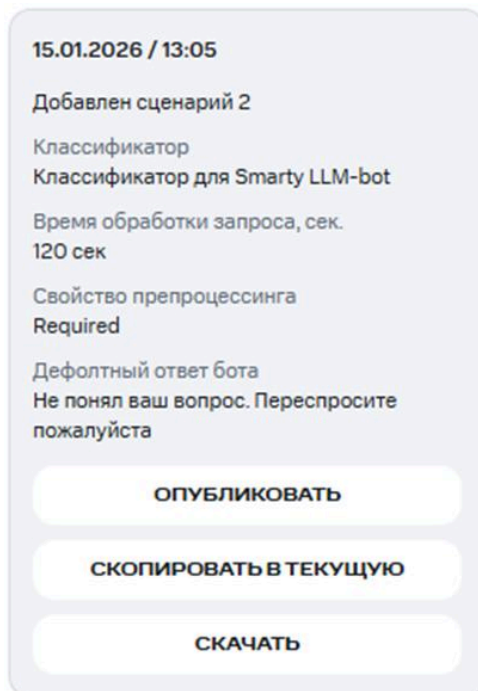 15.01.2026 / 13:05
Добавлен сценарий 2
Классификатор
Классификатор для Smarty LLM-bot
Время обработки запроса, сек.
120 сек
Свойство препроцессинга
Required
Дефолтный ответ бота
Не понял ваш вопрос. Переспросите
пожалуйста
ОПУБЛИКОВАТЬ
СКОПИРОВАТЬ В ТЕКУЩУЮ
СКАЧАТЬ